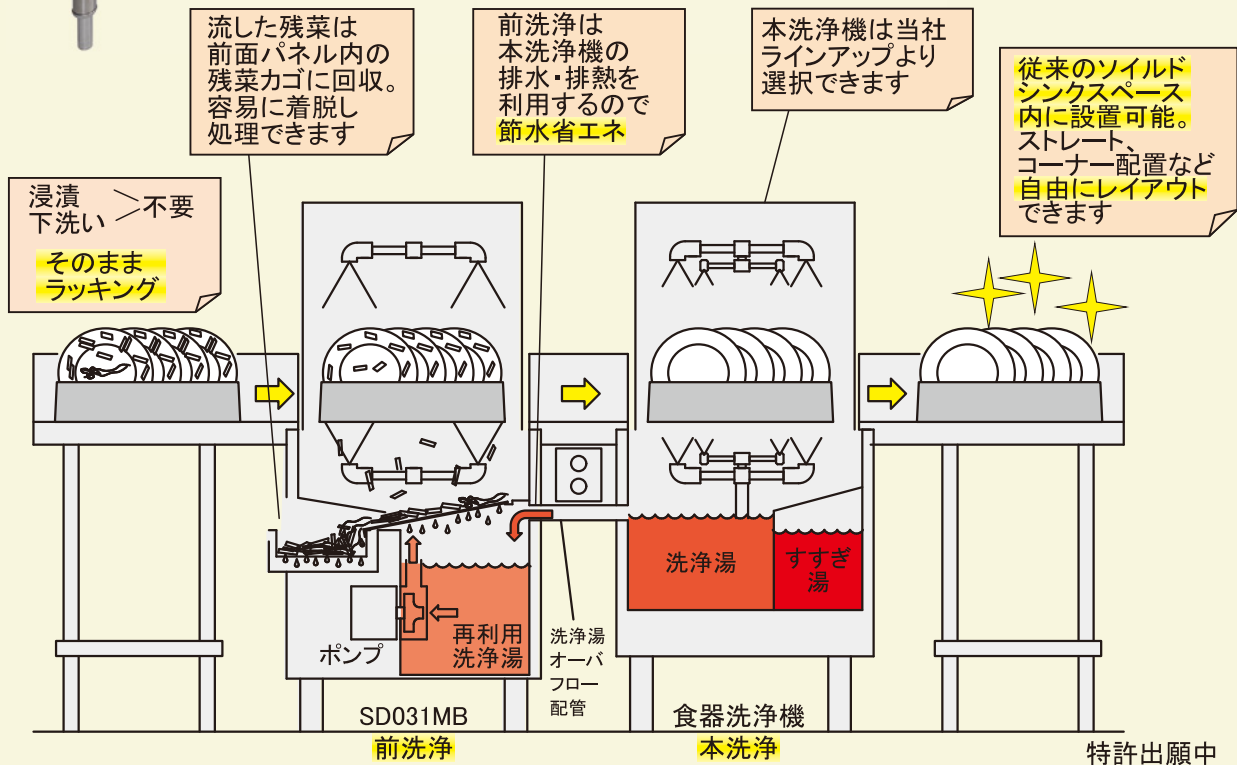 流した残菜は
前面パネル内の
残菜カゴに回収。
容易に着脱し
処理できます
前洗浄は
本洗浄機の
排水・排熱を
利用するので
節水省エネ
本洗浄機は当社
ラインアップより
選択できます
従来のソイルド
シンクスペース
内に設置可能。
ストレート、
コーナー配置など
自由にレイアウト
できます
浸漬
下洗い
不要
そのまま
ラッキング
洗浄湯
すすぎ
湯
ポンプ
再利用
洗浄湯
洗浄湯
オーバ
フロー
配管
SD031MB
前洗浄
食器洗浄機
本洗浄
特許出願中